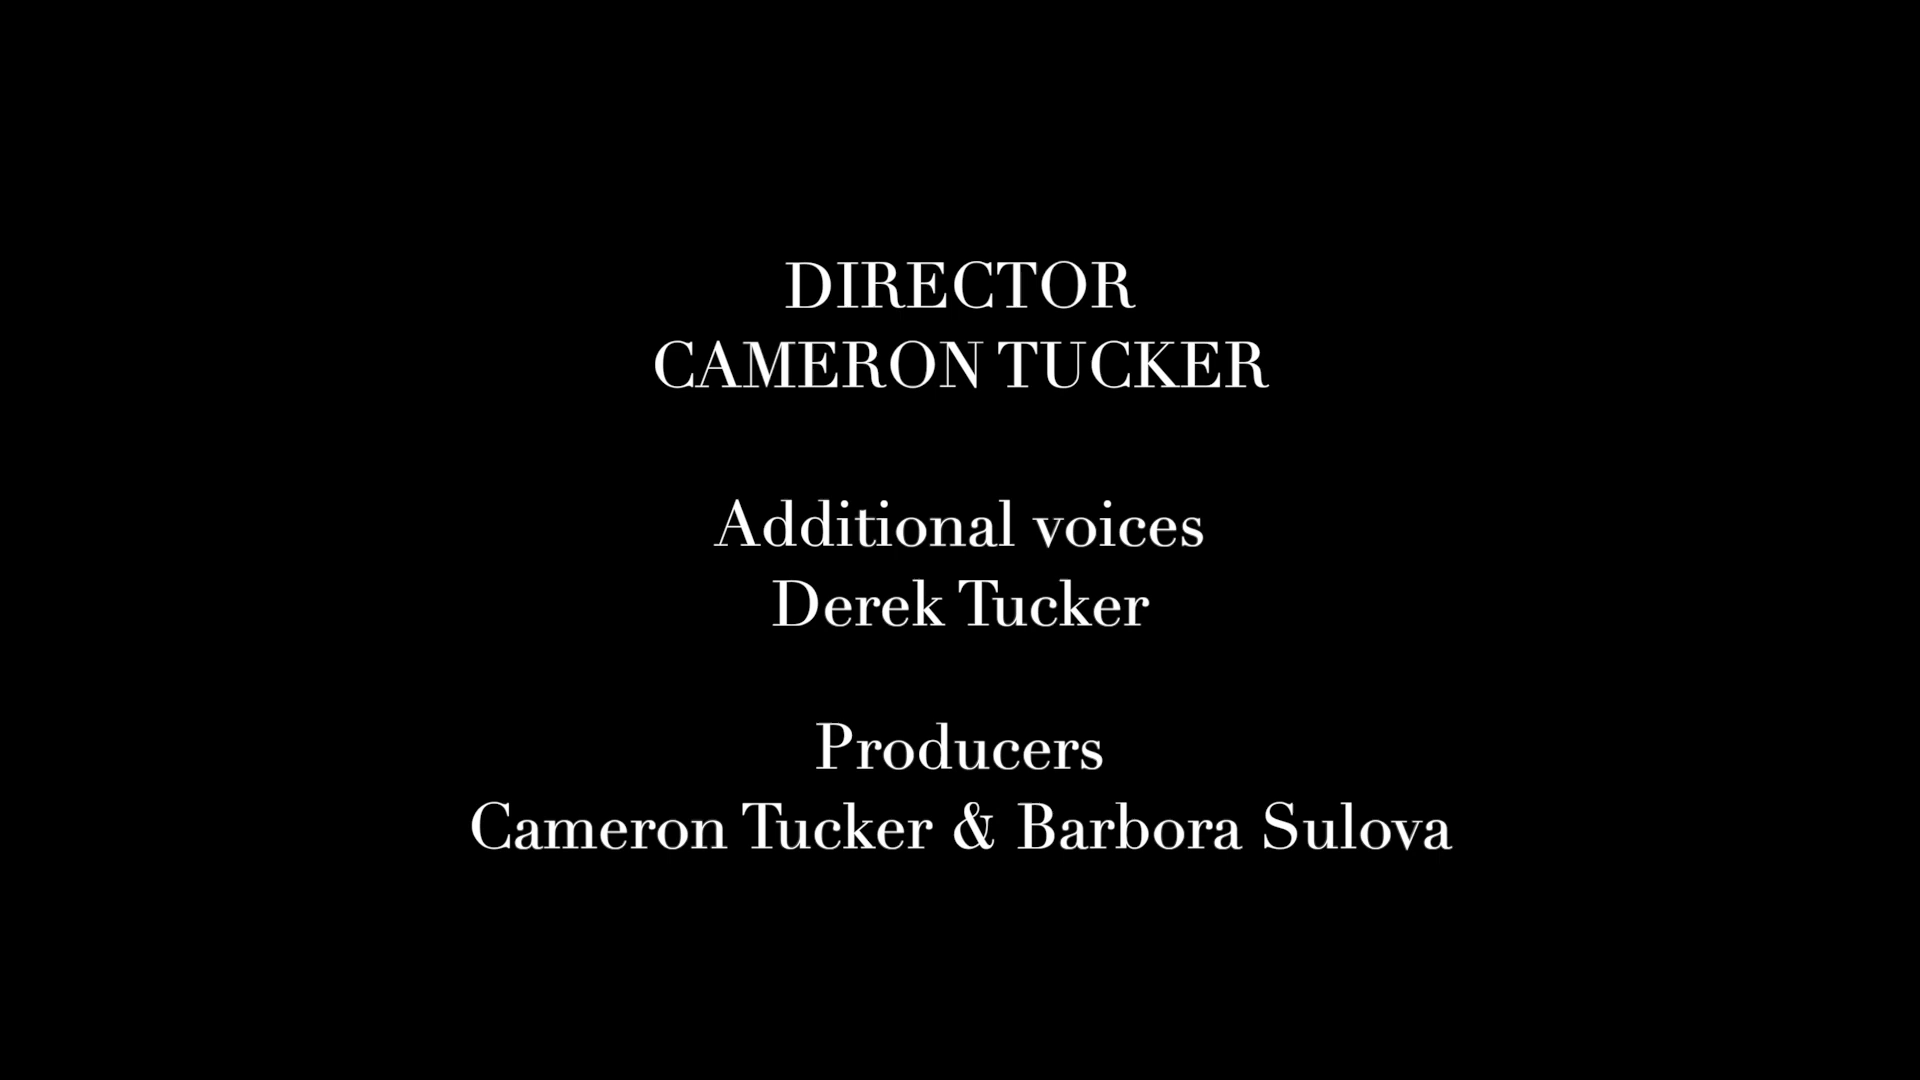 DIRECTOR
CAMERON TUCKER
Additional voices
Derek Tucker
Producers
Cameron Tucker & Barbora Sulova